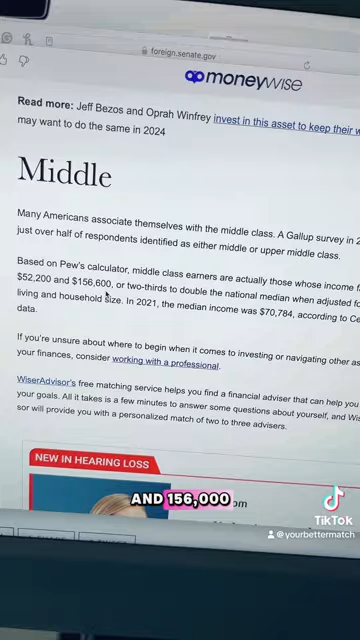 foreign.senate.gov
moneywise
Read more: Jeff Bezos and Oprah Winfrey invest in this asset to keep their
may want to do the same in 2024
Middle
Many Americans associate themselves with the middle class. A Gallup survey in
just over half of respondents identified as either middle or upper middle class.
Based on Pew's calculator, middle class earners are actually those whose income
$52,200 and $156,600, or two-thirds to double the national median when adjusted
living and household size. In 2021, the median income was $70,784, according to
data.
If you're unsure about where to begin when it comes to investing or navigating other
your finances, consider working with a professional.
WiserAdvisor's free matching service helps you find a financial adviser that can help you
your goals. All it takes is a few minutes to answer some questions about yourself, and
sor will provide you with a personalized match of two to three advisers.
NEW IN HEARING LOSS
AND 156,000
TikTok
@yourbettermatch